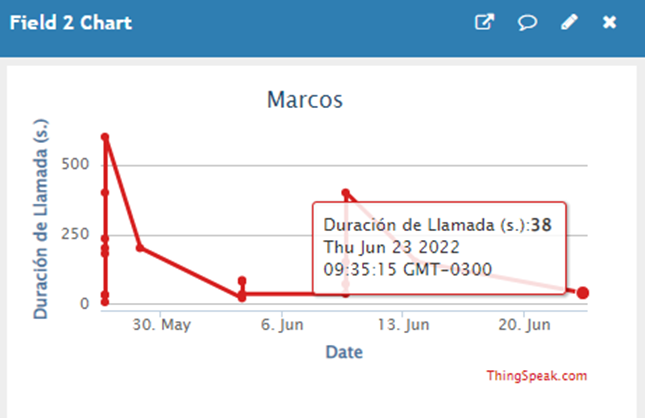 Field 2 Chart
Marcos
Duración de Llamada (s.)
500
250
0
Duración de Llamada (s.):38
Thu Jun 23 2022
09:35:15 GMT-0300
30. May
6. Jun
13. Jun
20. Jun
Date
ThingSpeak.com